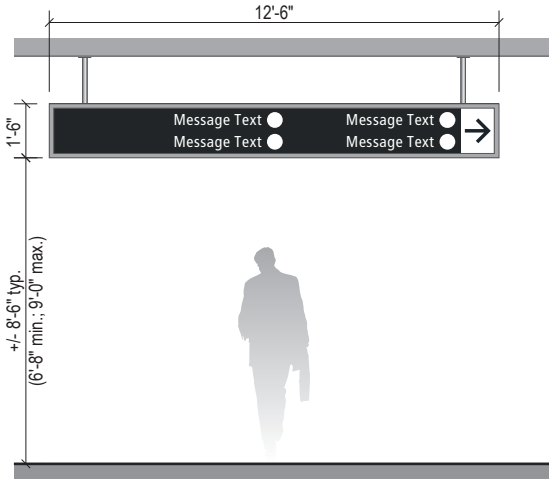 12'-6"
1'-6"
Message Text
Message Text
Message Text
Message Text
+/- 8'-6" typ.
(6'-8" min.; 9'-0" max.)